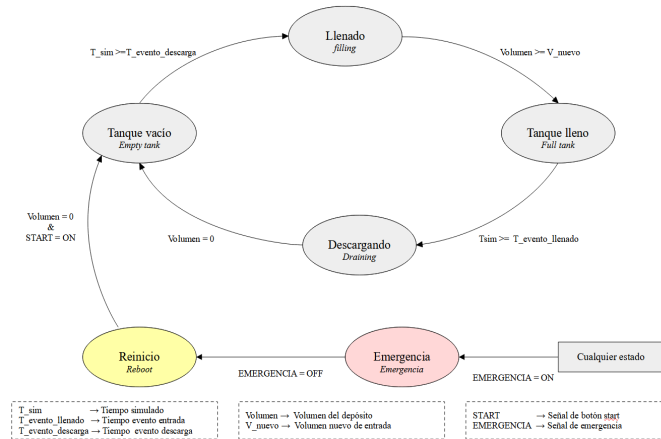 Llenado
filling
T_sim >=T_evento_descarga
Volumen >= V_nuevo
Tanque vacío
Empty tank
Tanque lleno
Full tank
Volumen = 0
&
START = ON
Volumen = 0
Descargando
Draining
Tsim >= T_evento_llenado
Reinicio
Reboot
EMERGENCIA = OFF
Emergencia
Emergencia
EMERGENCIA = ON
Cualquier estado
T_sim → Tiempo simulado
T_evento_llenado → Tiempo evento entrada
T_evento_descarga → Tiempo evento descarga
Volumen → Volumen del depósito
V_nuevo → Volumen nuevo de entrada
START → Señal de botón start
EMERGENCIA → Señal de emergencia